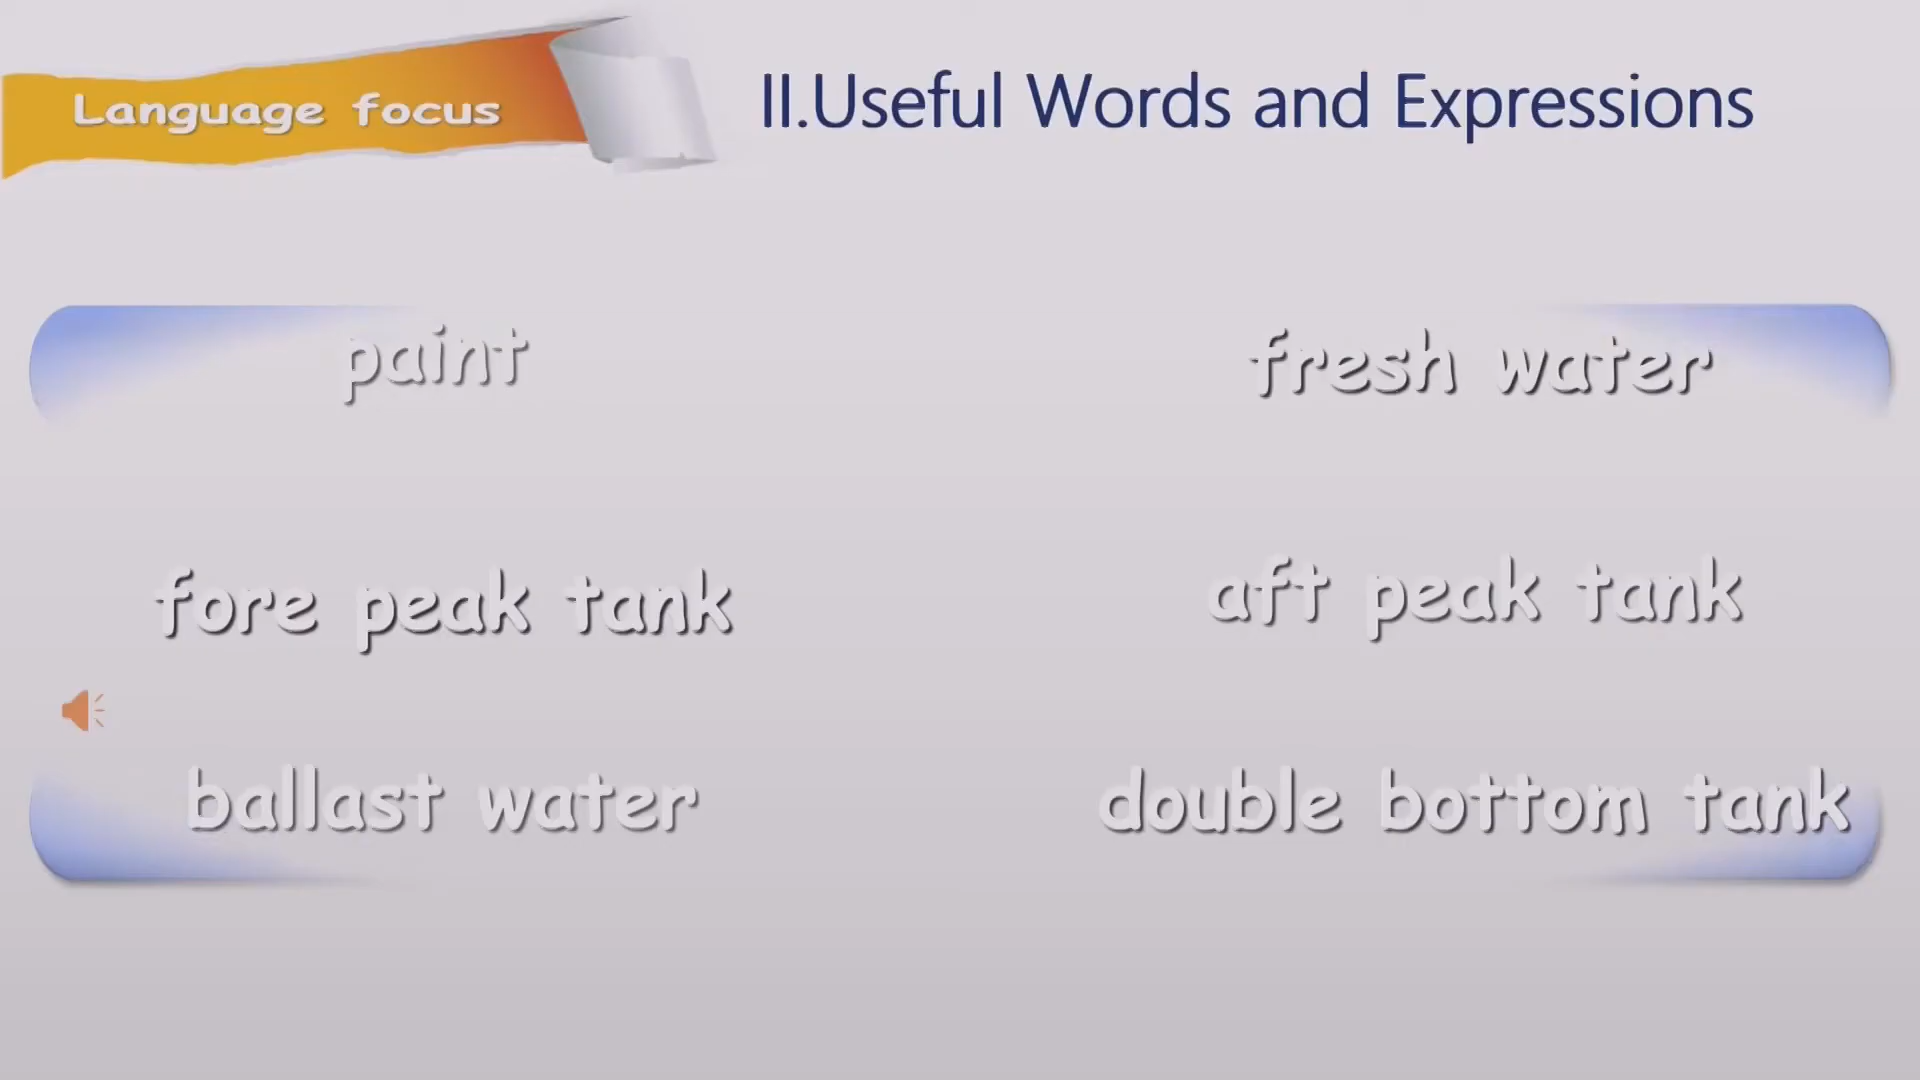 Language focus
II.Useful Words and Expressions
paint
fresh water
fore peak tank
aft peak tank
ballast water
double bottom tank